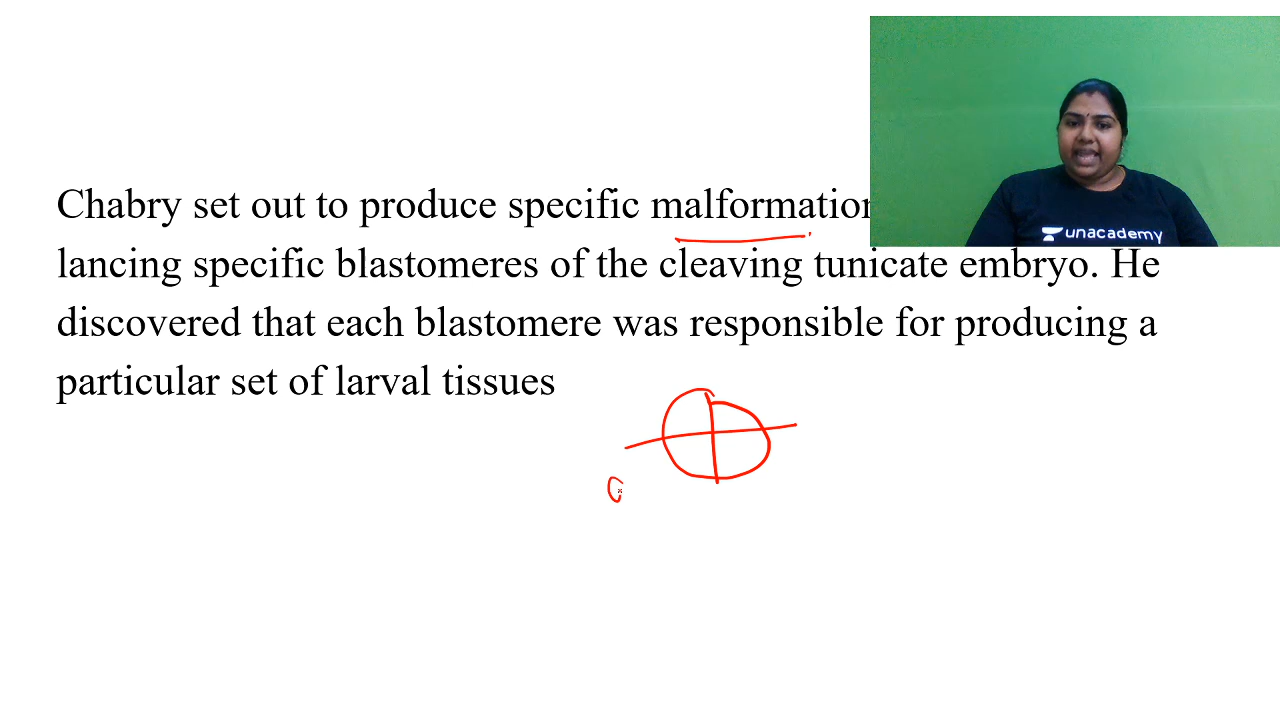 Chabry set out to produce specific malformation
lancing specific blastomeres of the cleaving tunicate embryo. He
discovered that each blastomere was responsible for producing a
particular set of larval tissues
unacademy